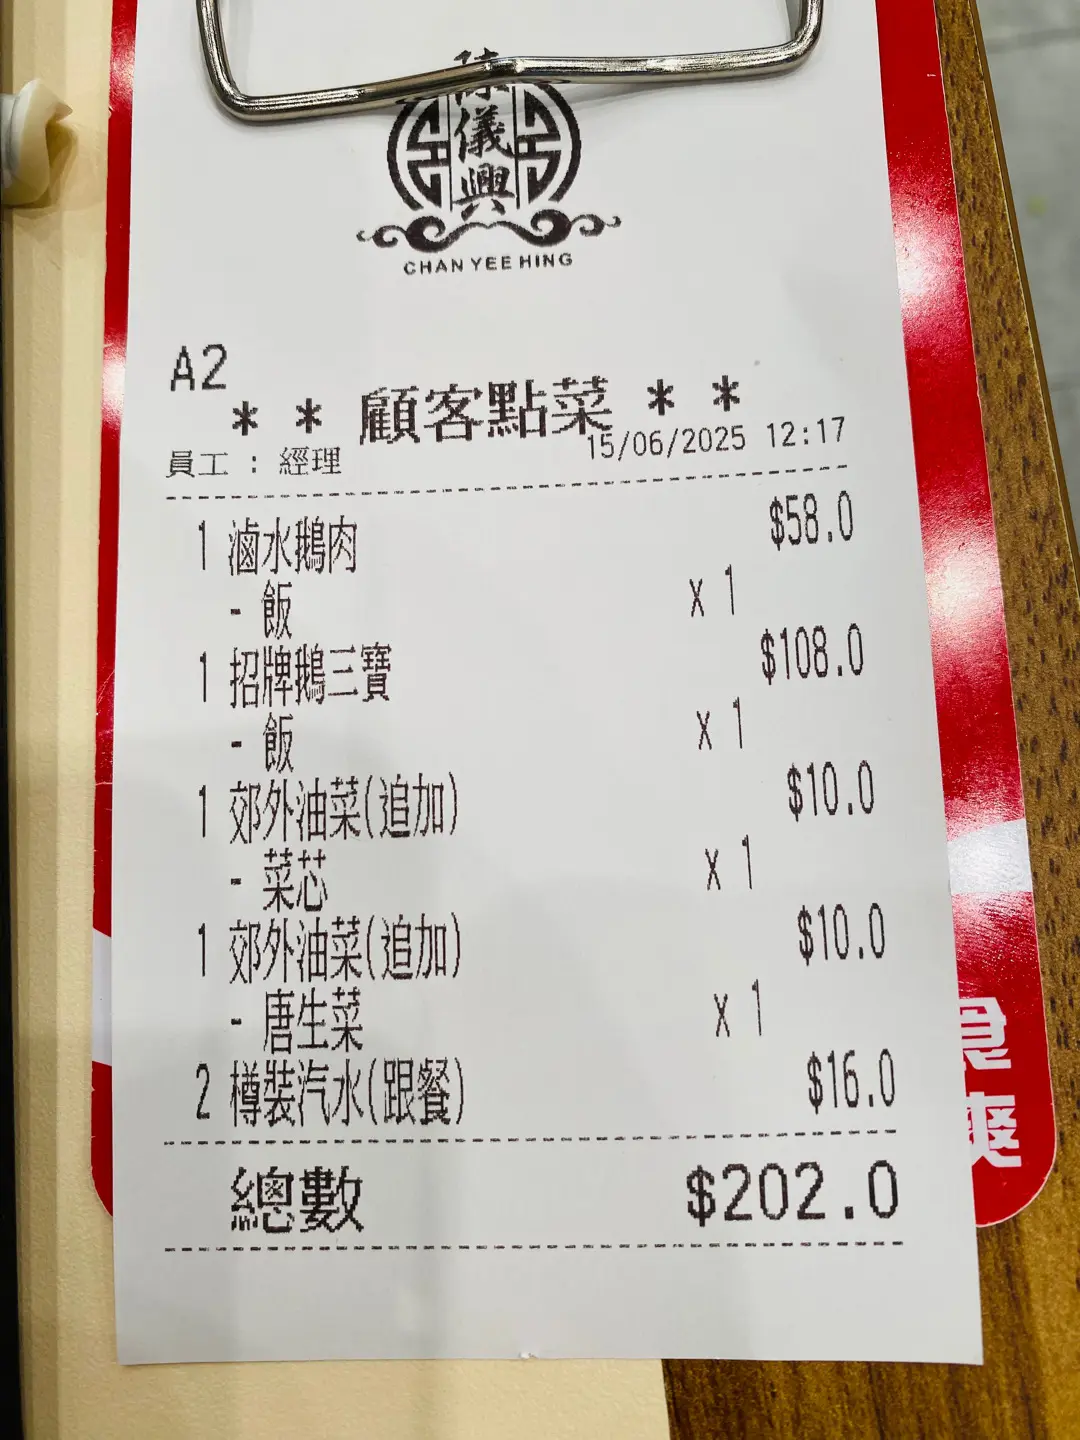 陳儀興
CHAN YEE HING
A2
* * 顧客點菜 * *
員工 : 經理 15/06/2025 12:17
1 滷水鵝肉 $58.0
- 飯 x 1
1 招牌鵝三寶 $108.0
- 飯 x 1
1 郊外油菜(追加) $10.0
- 菜芯 x 1
1 郊外油菜(追加) $10.0
- 唐生菜 x 1
2 樽裝汽水(跟餐) $16.0
總數 $202.0
爽